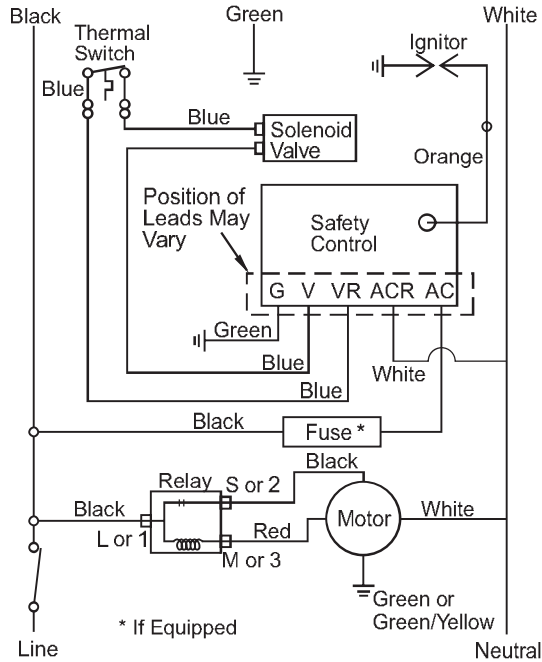 Black
Green
White
Thermal
Switch
Ignitor
Blue
Blue
Solenoid
Valve
Orange
Position of
Leads May
Vary
Safety
Control
G V VR ACR AC
Green
Blue
White
Blue
Black
Fuse *
Black
Relay
S or 2
Black
L or 1
Red
Motor
White
M or 3
Green or
Green/Yellow
* If Equipped
Line
Neutral